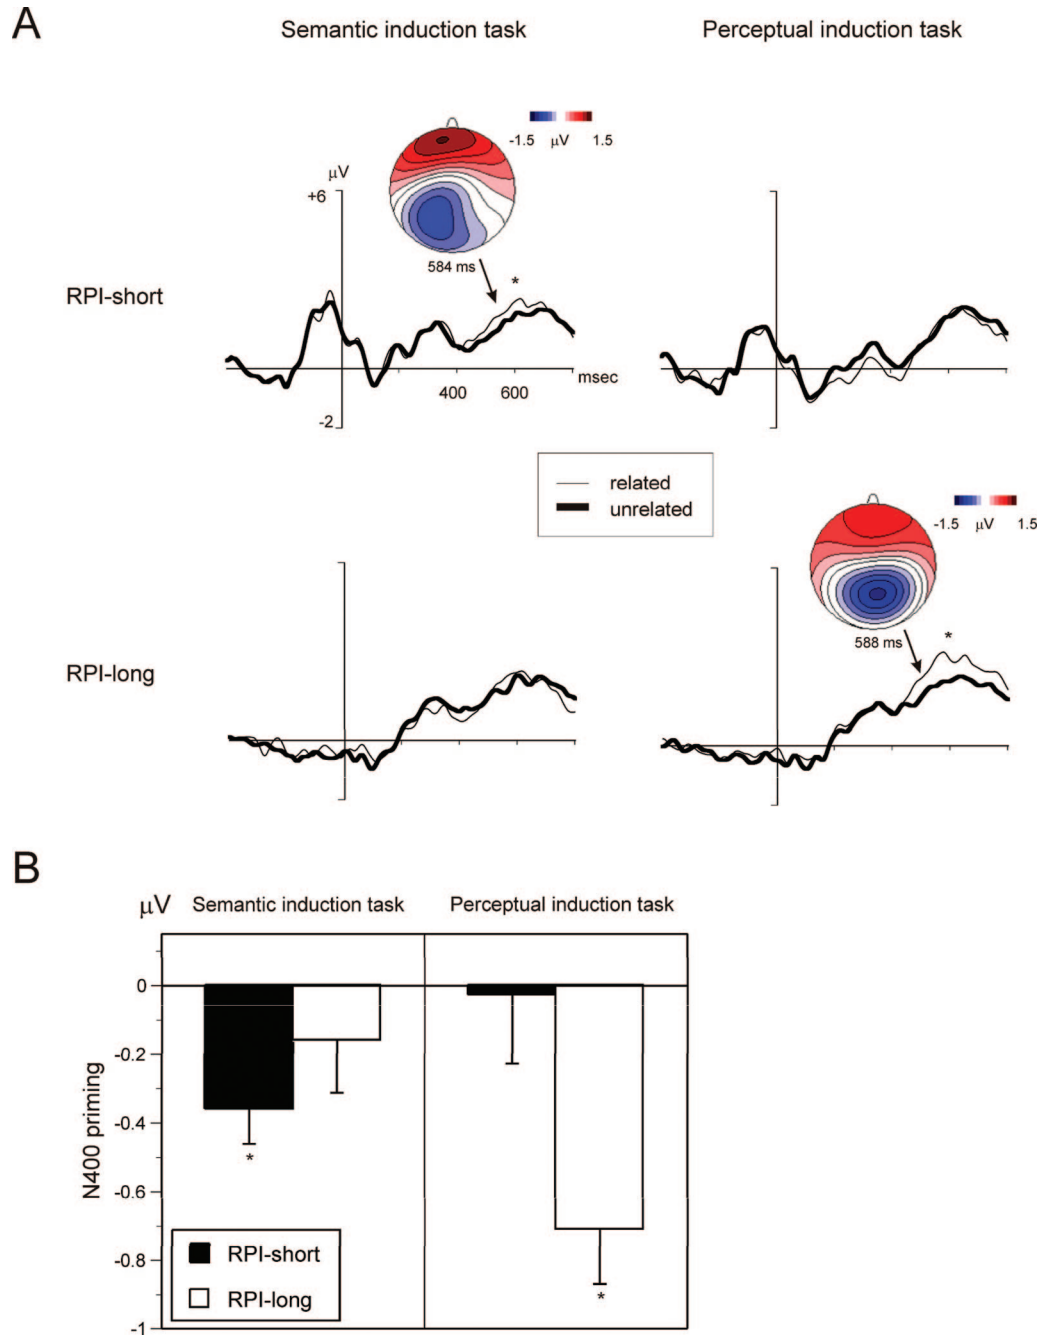 A
Semantic induction task Perceptual induction task
-1.5 µV 1.5
µV
+6
584 ms
*
RPI-short
msec
400 600
-2
related
unrelated
-1.5 µV 1.5
588 ms
*
RPI-long
B
µV Semantic induction task Perceptual induction task
0
-0.2
-0.4
*
N400 priming
-0.6
-0.8
*
-1
RPI-short
RPI-long